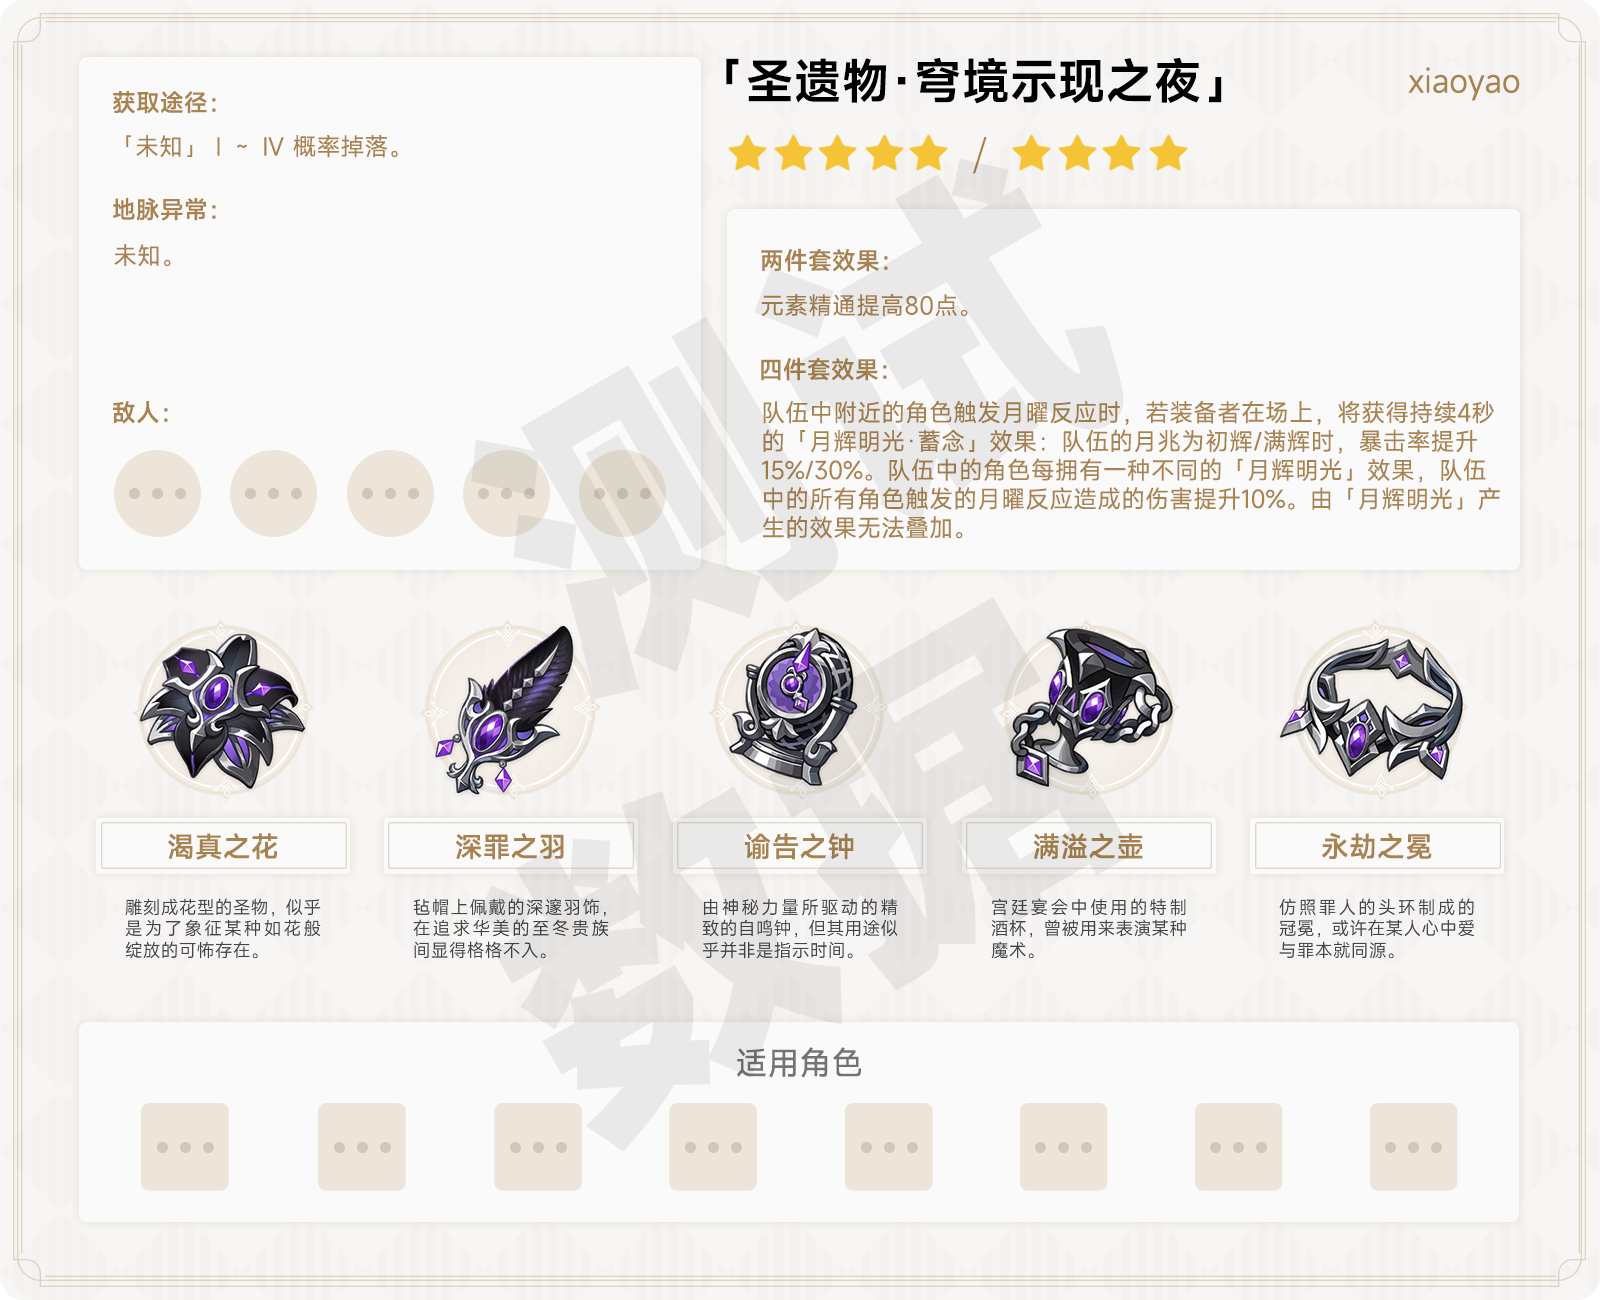 「圣遗物·穹境示现之夜」
xiaoyao
获取途径：
「未知」Ⅰ ~ Ⅳ 概率掉落。
地脉异常：
未知。
敌人：
/
两件套效果：
元素精通提高80点。
四件套效果：
队伍中附近的角色触发月曜反应时，若装备者在场上，将获得持续4秒
的「月辉明光·蓄念」效果：队伍的月兆为初辉/满辉时，暴击率提升
15%/30%。队伍中的角色每拥有一种不同的「月辉明光」效果，队伍
中的所有角色触发的月曜反应造成的伤害提升10%。由「月辉明光」产
生的效果无法叠加。
渴真之花
深罪之羽
谕告之钟
满溢之壶
永劫之冕
雕刻成花型的圣物，似乎
是为了象征某种如花般
绽放的可怖存在。
毡帽上佩戴的深邃羽饰，
在追求华美的至冬贵族
间显得格格不入。
由神秘力量所驱动的精
致的自鸣钟，但其用途似
乎并非是指示时间。
宫廷宴会中使用的特制
酒杯，曾被用来表演某种
魔术。
仿照罪人的头环制成的
冠冕，或许在某人心中爱
与罪本就同源。
适用角色
测试
数据